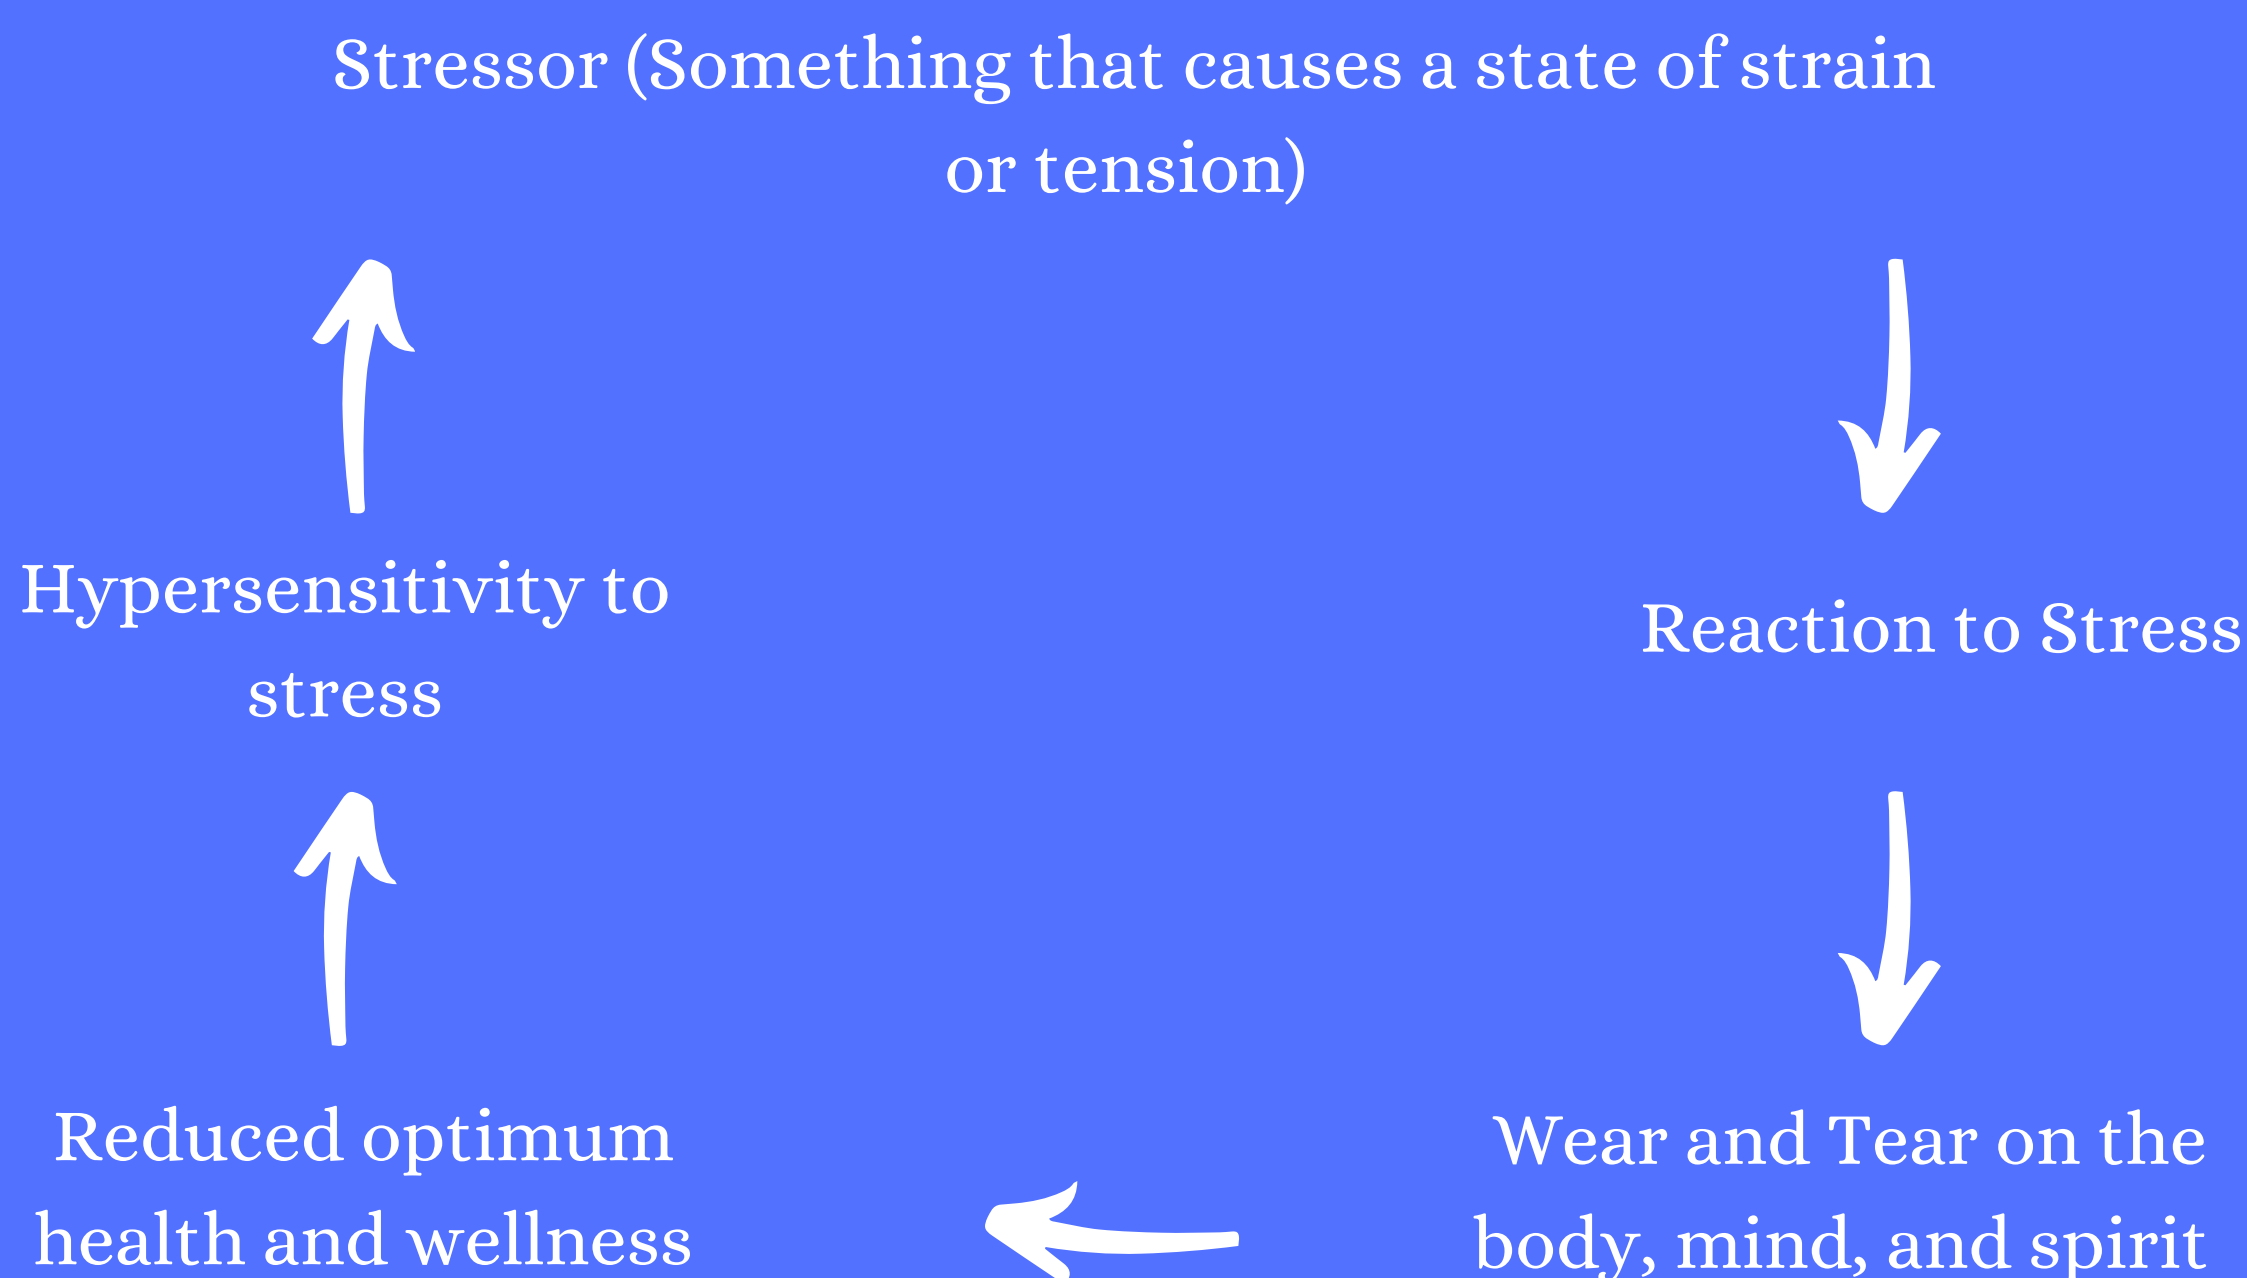 Stressor (Something that causes a state of strain
or tension)
Reaction to Stress
Wear and Tear on the
body, mind, and spirit
Reduced optimum
health and wellness
Hypersensitivity to
stress